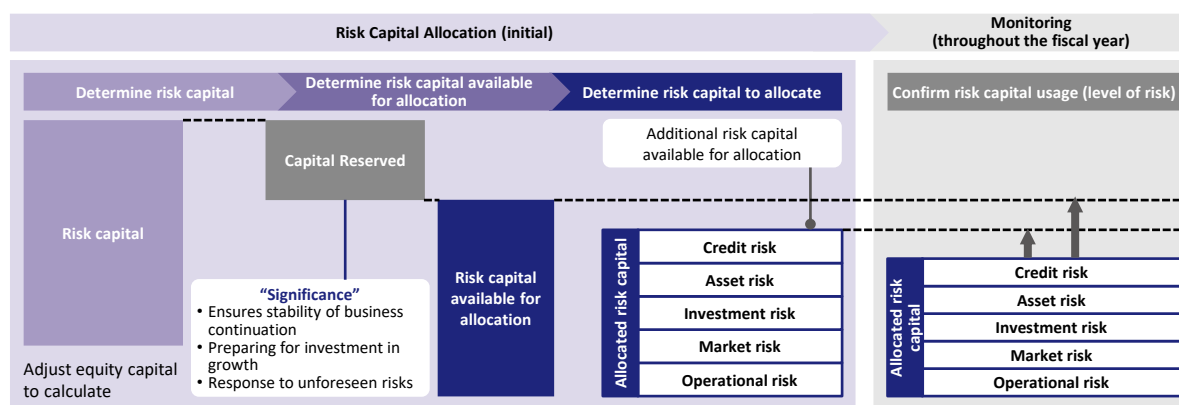 Risk Capital Allocation (initial)
Monitoring
(throughout the fiscal year)
Determine risk capital
Determine risk capital available
for allocation
Determine risk capital to allocate
Confirm risk capital usage (level of risk)
Risk capital
Adjust equity capital
to calculate
Capital Reserved
“Significance”
• Ensures stability of business
continuation
• Preparing for investment in
growth
• Response to unforeseen risks
Risk capital
available for
allocation
Additional risk capital
available for allocation
Allocated risk capital
Credit risk
Asset risk
Investment risk
Market risk
Operational risk
Allocated risk
capital
Credit risk
Asset risk
Investment risk
Market risk
Operational risk